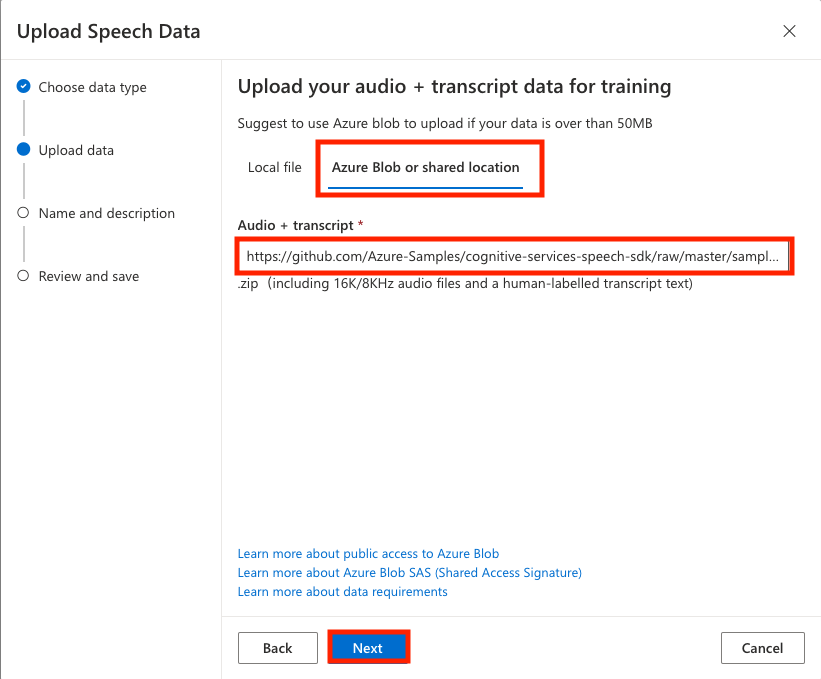 Upload Speech Data
Choose data type
Upload data
Name and description
Review and save
Upload your audio + transcript data for training
Suggest to use Azure blob to upload if your data is over than 50MB
Local file
Azure Blob or shared location
Audio + transcript *
https://github.com/Azure-Samples/cognitive-services-speech-sdk/raw/master/sampl...
.zip (including 16K/8KHz audio files and a human-labelled transcript text)
Learn more about public access to Azure Blob
Learn more about Azure Blob SAS (Shared Access Signature)
Learn more about data requirements
Back
Next
Cancel